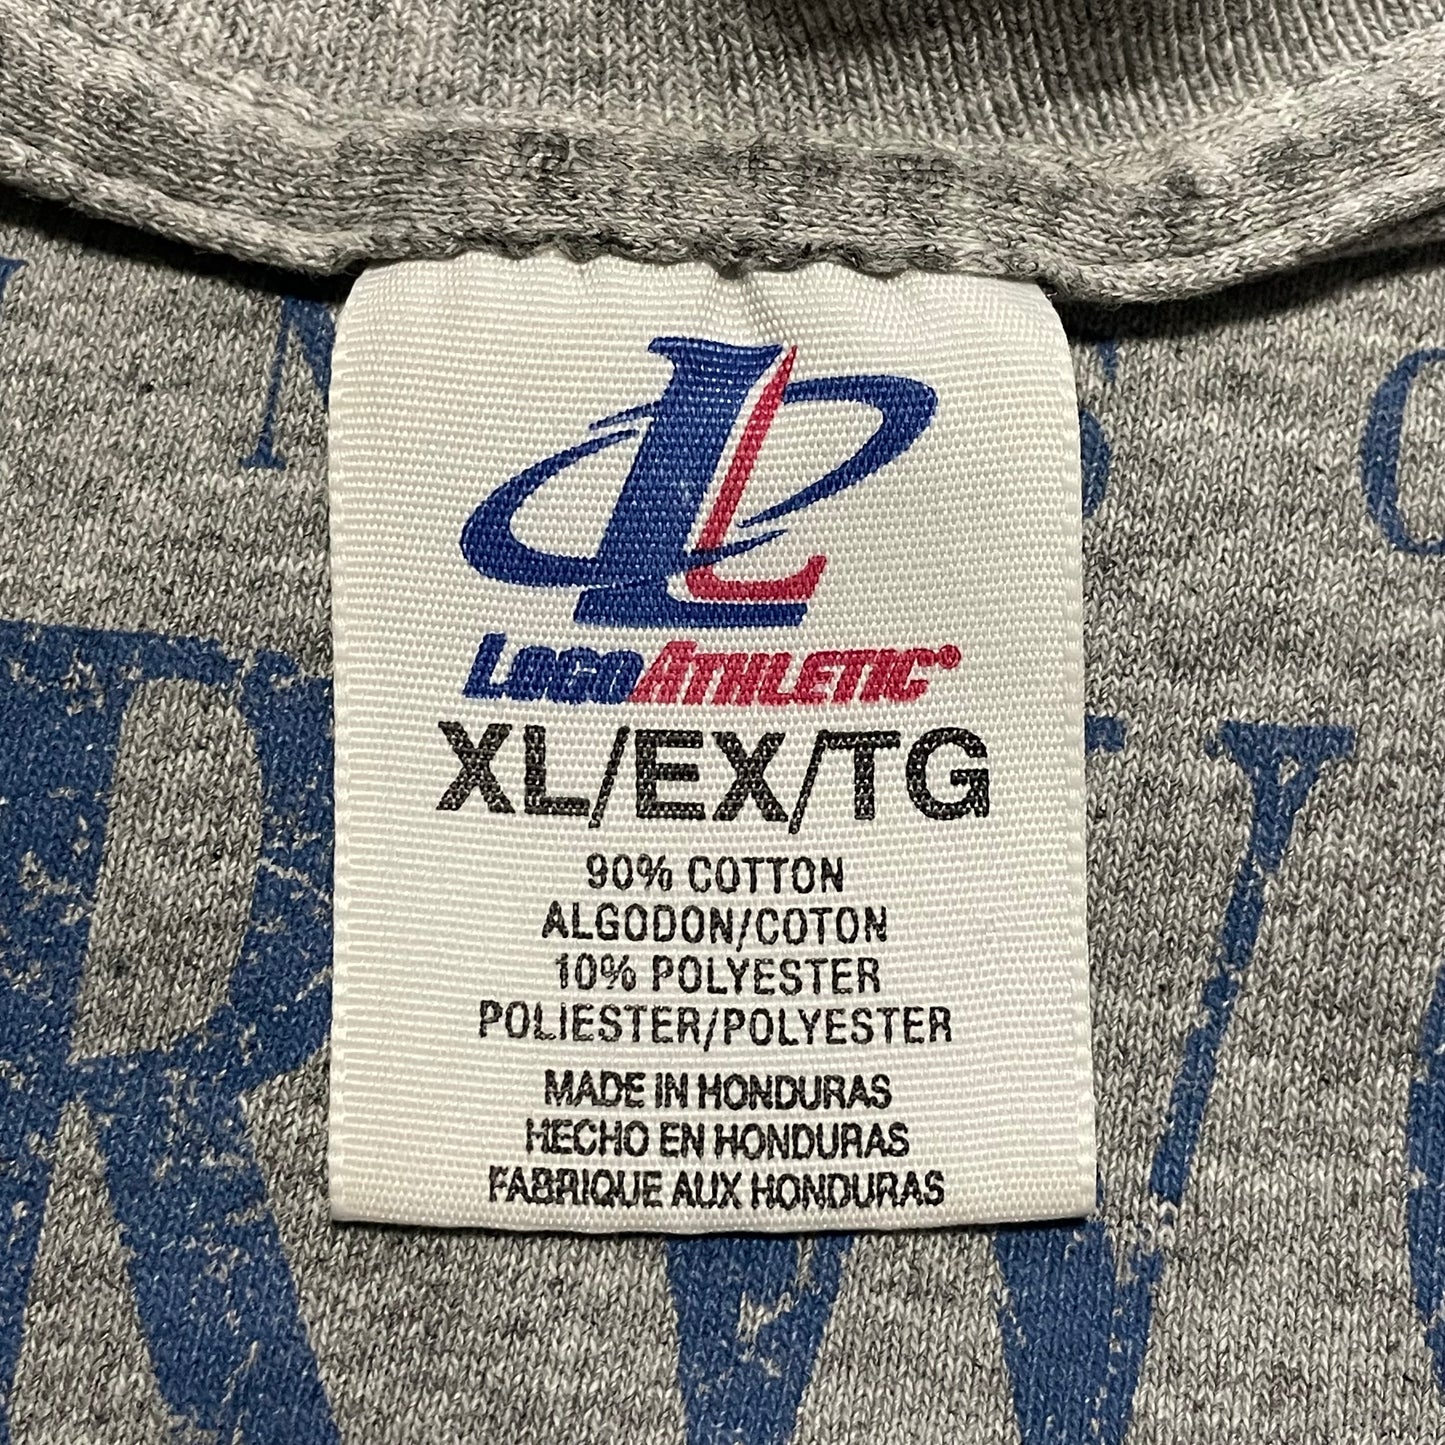 LOGOATHLETIC®
XL/EX/TG
90% COTTON
ALGODON/COTON
10% POLYESTER
POLIESTER/POLYESTER
MADE IN HONDURAS
HECHO EN HONDURAS
FABRIQUE AUX HONDURAS